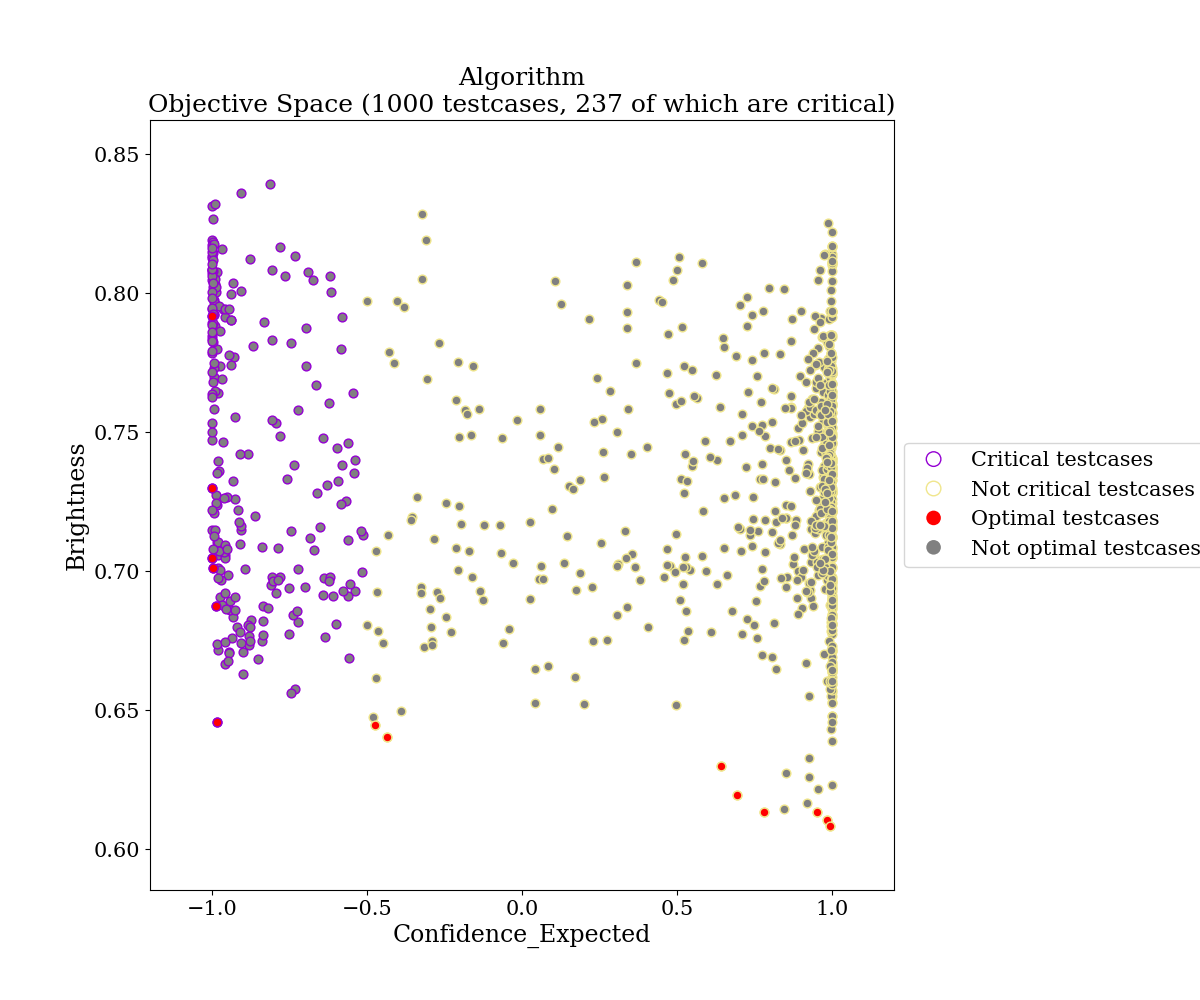 Algorithm
Objective Space (1000 testcases, 237 of which are critical)
0.85
0.80
0.75
0.70
0.65
0.60
Brightness
−1.0
−0.5
0.0
0.5
1.0
Confidence_Expected
Critical testcases
Not critical testcases
Optimal testcases
Not optimal testcases